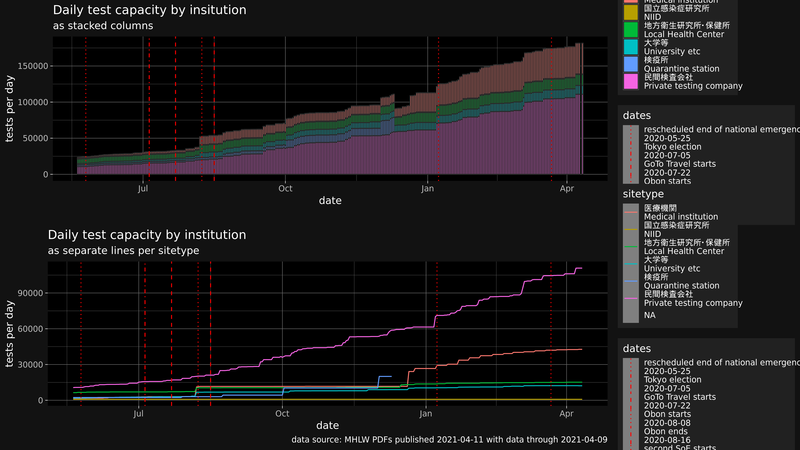 Daily test capacity by insitution
as stacked columns
tests per day
150000
100000
50000
0
Jul
Oct
Jan
Apr
date
Medical institution
国立感染症研究所
NIID
地方衛生研究所・保健所
Local Health Center
大学等
University etc
検疫所
Quarantine station
民間検査会社
Private testing company
dates
rescheduled end of national emergenc
2020-05-25
Tokyo election
2020-07-05
GoTo Travel starts
2020-07-22
Obon starts
Daily test capacity by institution
as separate lines per sitetype
tests per day
90000
60000
30000
0
Jul
Oct
Jan
Apr
date
data source: MHLW PDFs published 2021-04-11 with data through 2021-04-09
sitetype
医療機関
Medical institution
国立感染症研究所
NIID
地方衛生研究所・保健所
Local Health Center
大学等
University etc
検疫所
Quarantine station
民間検査会社
Private testing company
NA
dates
rescheduled end of national emergenc
2020-05-25
Tokyo election
2020-07-05
GoTo Travel starts
2020-07-22
Obon starts
2020-08-08
Obon ends
2020-08-16
second SoE starts